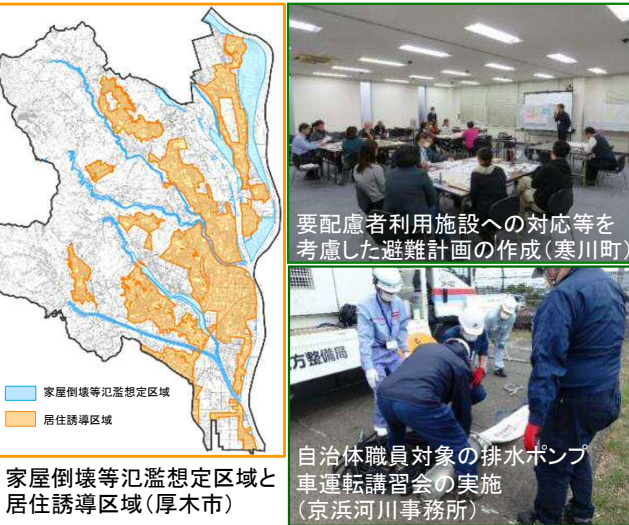 家屋倒壊等氾濫想定区域
居住誘導区域
家屋倒壊等氾濫想定区域と
居住誘導区域(厚木市)
要配慮者利用施設への対応等を
考慮した避難計画の作成(寒川町)
方整備局
自治体職員対象の排水ポンプ
車運転講習会の実施
(京浜河川事務所)